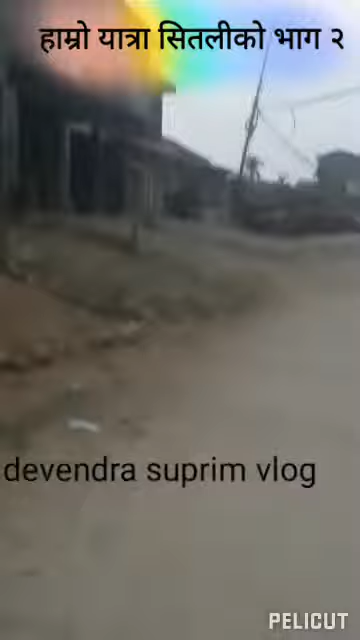 हाम्रो यात्रा सितलीको भाग २
devendra suprim vlog
PELICUT